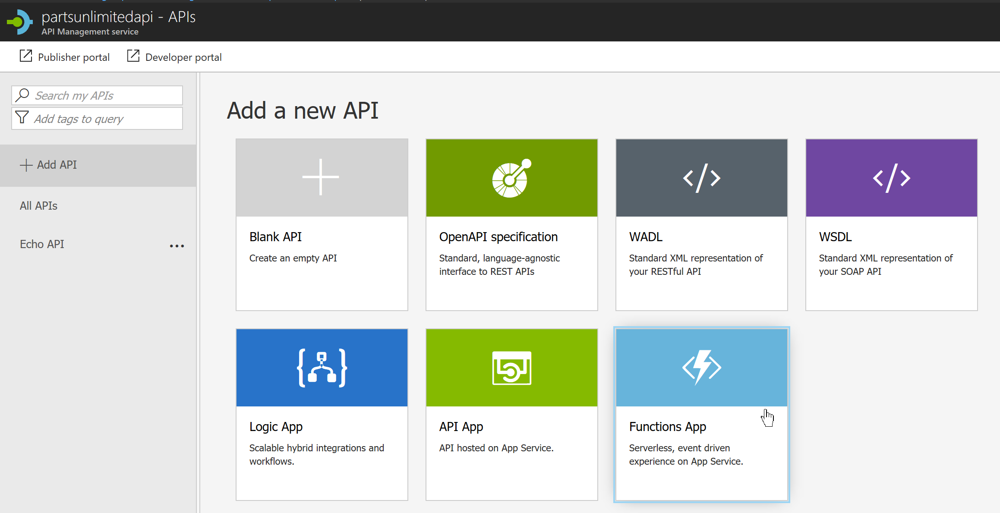 partsunlimitedapi - APIs
API Management service
Publisher portal
Developer portal
Search my APIs
Add tags to query
Add API
All APIs
Echo API
Add a new API
Blank API
Create an empty API
OpenAPI specification
Standard, language-agnostic
interface to REST APIs
WADL
Standard XML representation of
your RESTful API
WSDL
Standard XML representation of
your SOAP API
Logic App
Scalable hybrid integrations and
workflows.
API App
API hosted on App Service.
Functions App
Serverless, event driven
experience on App Service.